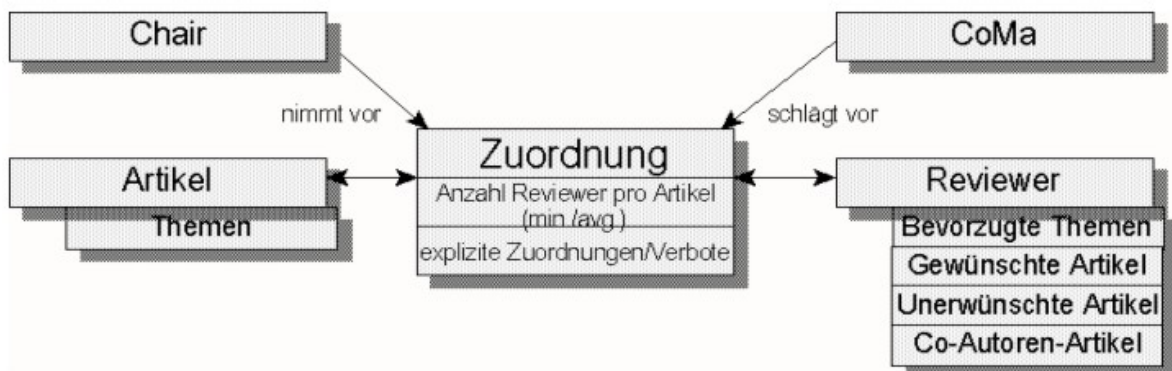 Chair
CoMa
nimmt vor
schlägt vor
Zuordnung
Artikel
Anzahl Reviewer pro Artikel
(min./avg.)
Reviewer
Themen
explizite Zuordnungen/Verbote
Bevorzugte Themen
Gewünschte Artikel
Unerwünschte Artikel
Co-Autoren-Artikel